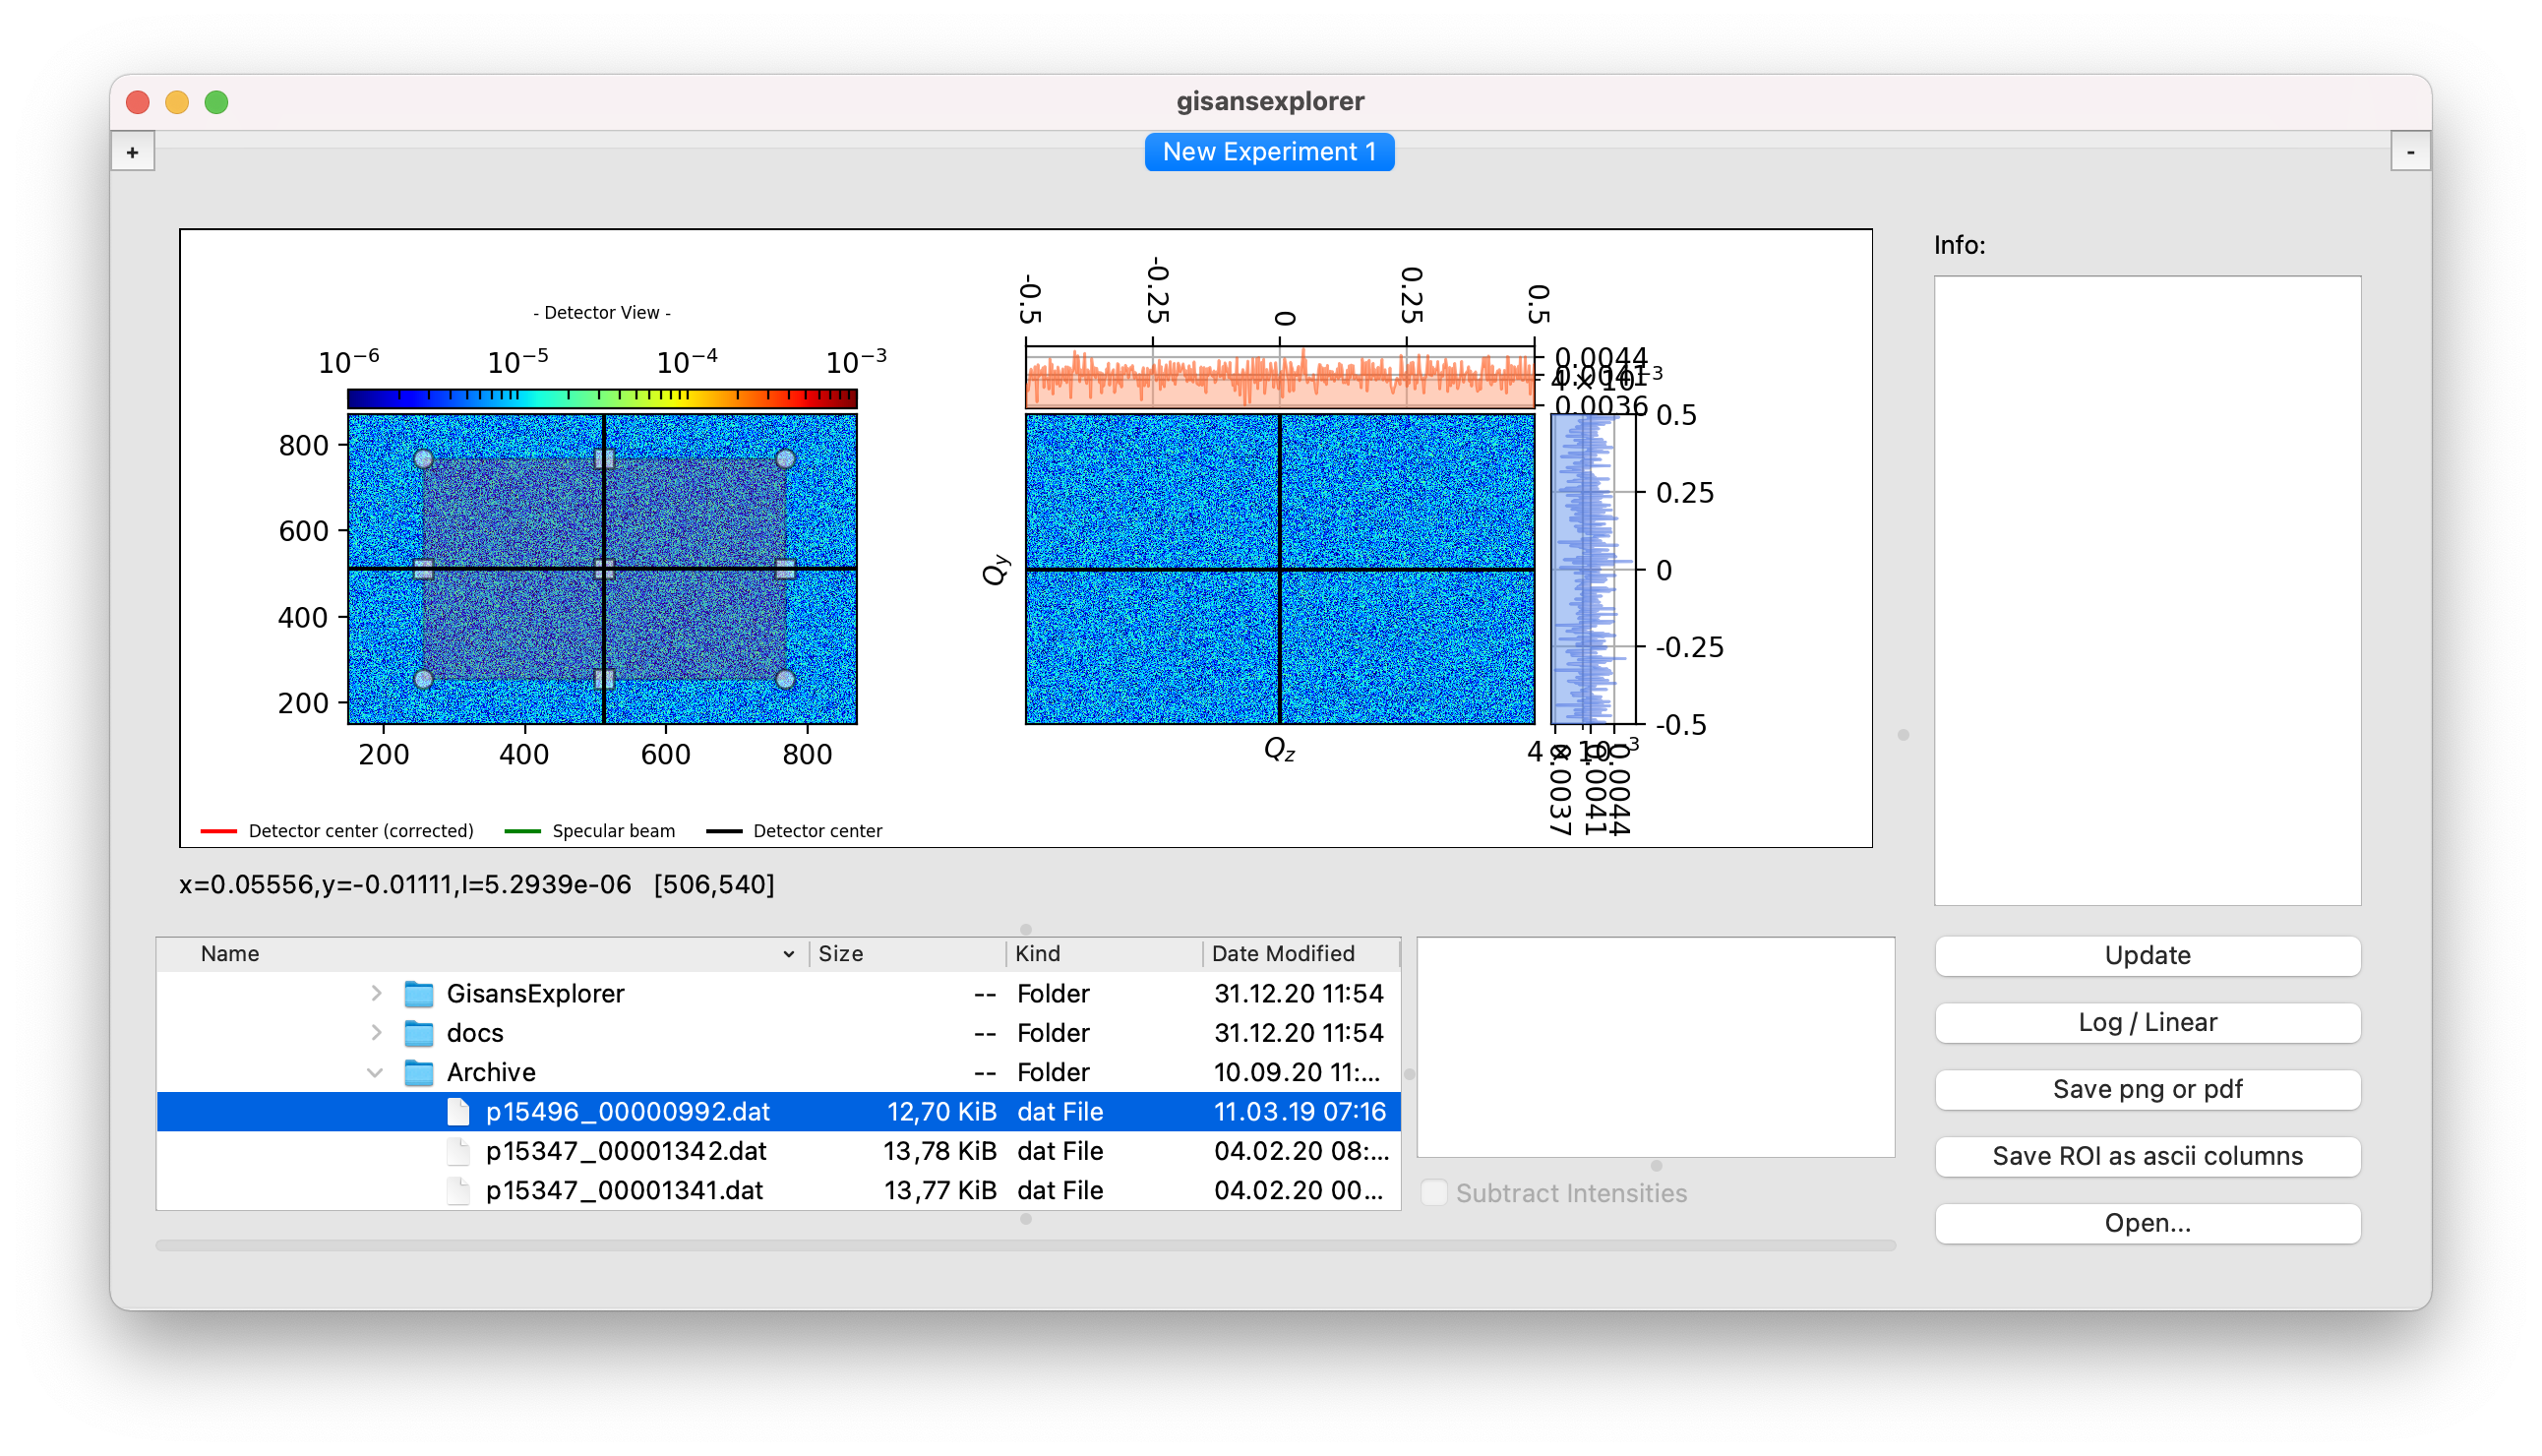 gisansexplorer
+
New Experiment 1
-
- Detector View -
10⁻⁶ 10⁻⁵ 10⁻⁴ 10⁻³
800
600
400
200
200 400 600 800
-0.5 -0.25 0 0.25 0.5
0.0044
0.0041
4 × 10⁻³
0.0036
Qy
Qz
0.5
0.25
0
-0.25
-0.5
4 × 10⁻³
0.0037 0.0041 0.0044
Detector center (corrected) Specular beam Detector center
x=0.05556,y=-0.01111,I=5.2939e-06 [506,540]
Info:
Name Size Kind Date Modified
GisansExplorer -- Folder 31.12.20 11:54
docs -- Folder 31.12.20 11:54
Archive -- Folder 10.09.20 11:...
p15496_00000992.dat 12,70 KiB dat File 11.03.19 07:16
p15347_00001342.dat 13,78 KiB dat File 04.02.20 08:...
p15347_00001341.dat 13,77 KiB dat File 04.02.20 00...
Subtract Intensities
Update
Log / Linear
Save png or pdf
Save ROI as ascii columns
Open...